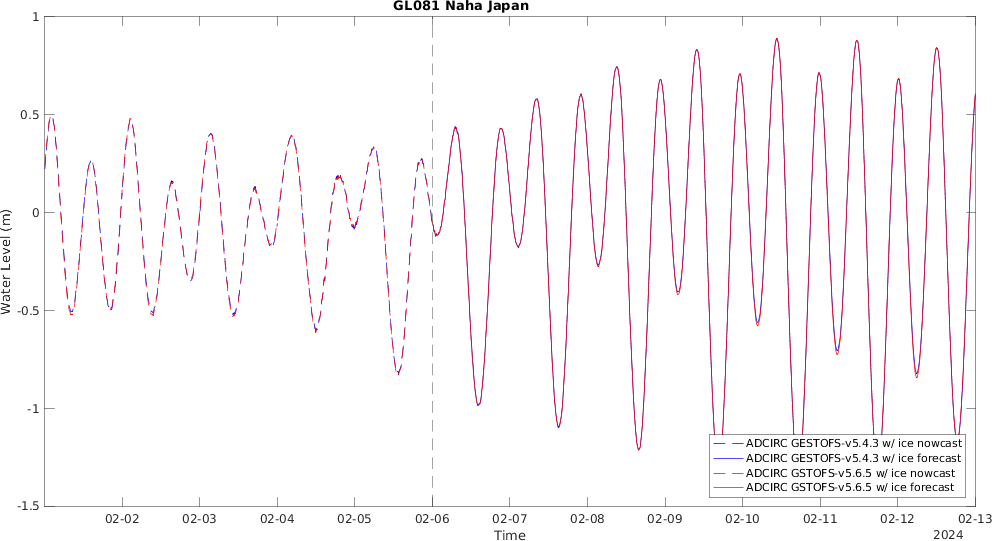 GL081 Naha Japan
1
0.5
0
-0.5
-1
-1.5
Water Level (m)
ADCIRC GESTOFS-v5.4.3 w/ ice nowcast
ADCIRC GESTOFS-v5.4.3 w/ ice forecast
ADCIRC GSTOFS-v5.6.5 w/ ice nowcast
ADCIRC GSTOFS-v5.6.5 w/ ice forecast
02-02 02-03 02-04 02-05 02-06 02-07 02-08 02-09 02-10 02-11 02-12 02-13
Time
2024